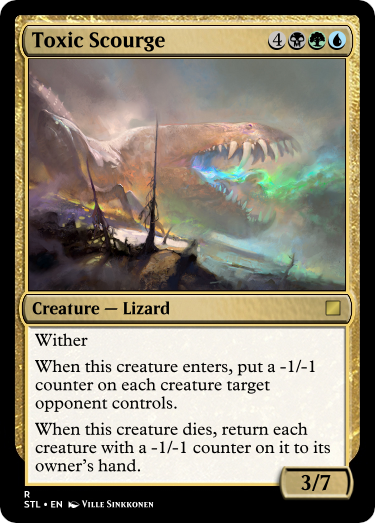 Toxic Scourge 4
Creature — Lizard
Wither
When this creature enters, put a -1/-1
counter on each creature target
opponent controls.
When this creature dies, return each
creature with a -1/-1 counter on it to its
owner's hand.
3/7
R
STL • EN Ville Sinkkonen